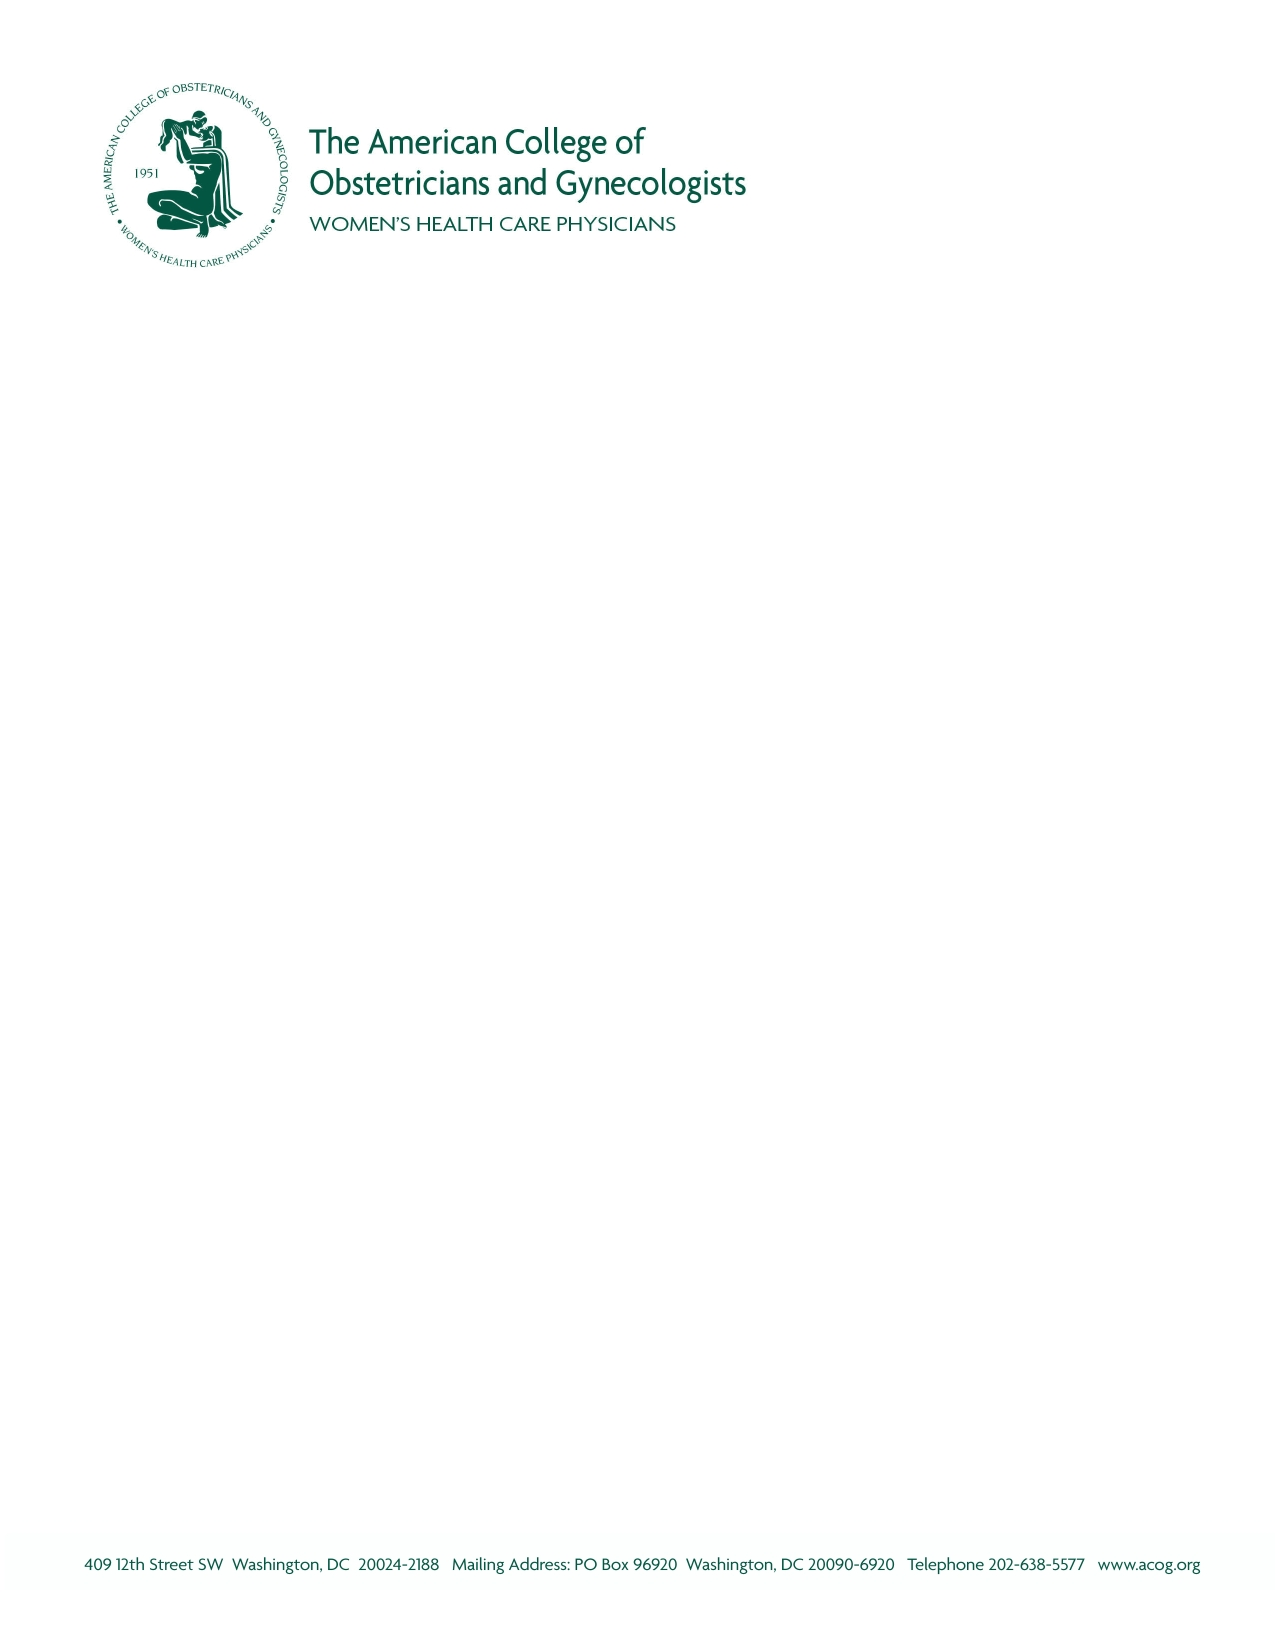 THE AMERICAN COLLEGE OF OBSTETRICIANS AND GYNECOLOGISTS
• WOMEN'S HEALTH CARE PHYSICIANS •
1951
The American College of
Obstetricians and Gynecologists
WOMEN'S HEALTH CARE PHYSICIANS
409 12th Street SW Washington, DC 20024-2188 Mailing Address: PO Box 96920 Washington, DC 20090-6920 Telephone 202-638-5577 www.acog.org